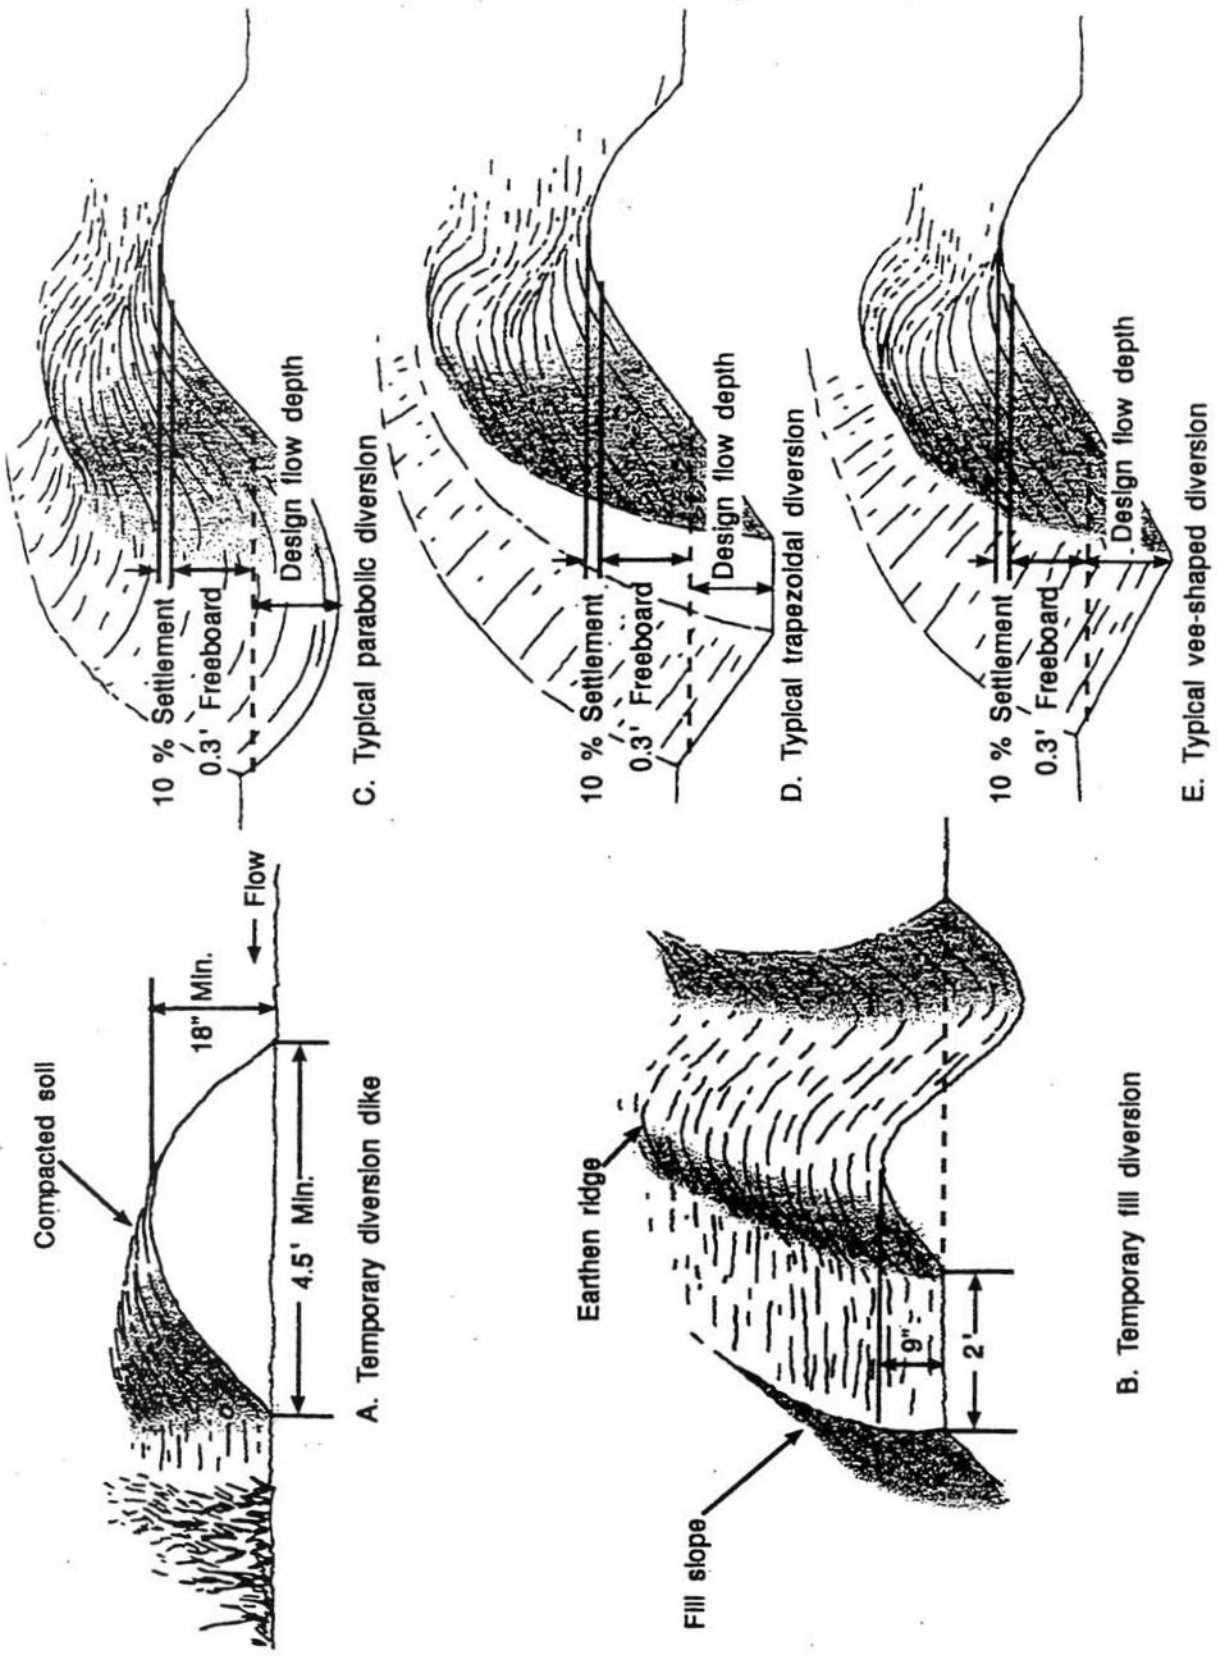 Compacted soil
18" Min.
Flow
4.5' Min.
A. Temporary diversion dike
Earthen ridge
Fill slope
9"
2'
B. Temporary fill diversion
10 % Settlement
0.3' Freeboard
Design flow depth
C. Typical parabolic diversion
10 % Settlement
0.3' Freeboard
Design flow depth
D. Typical trapezoidal diversion
10 % Settlement
0.3' Freeboard
Design flow depth
E. Typical vee-shaped diversion